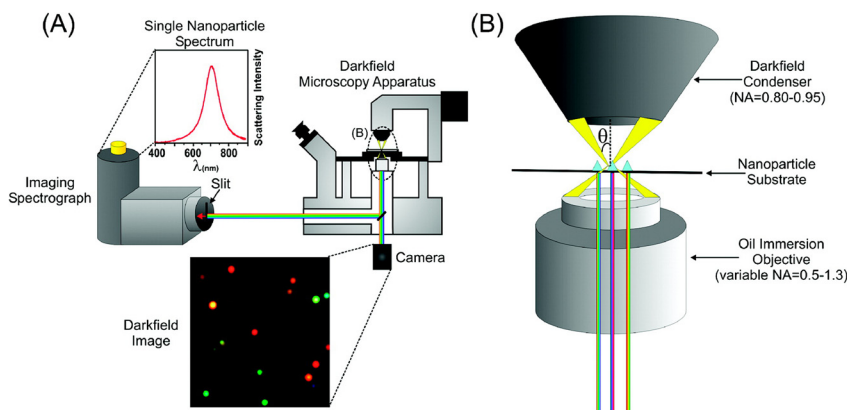 (A)
Single Nanoparticle
Spectrum
Scattering Intensity
400
600
800
λ(nm)
Darkfield
Microscopy Apparatus
(B)
Imaging
Spectrograph
Slit
Camera
Darkfield
Image
(B)
Darkfield
Condenser
(NA=0.80-0.95)
θ
Nanoparticle
Substrate
Oil Immersion
Objective
(variable NA=0.5-1.3)